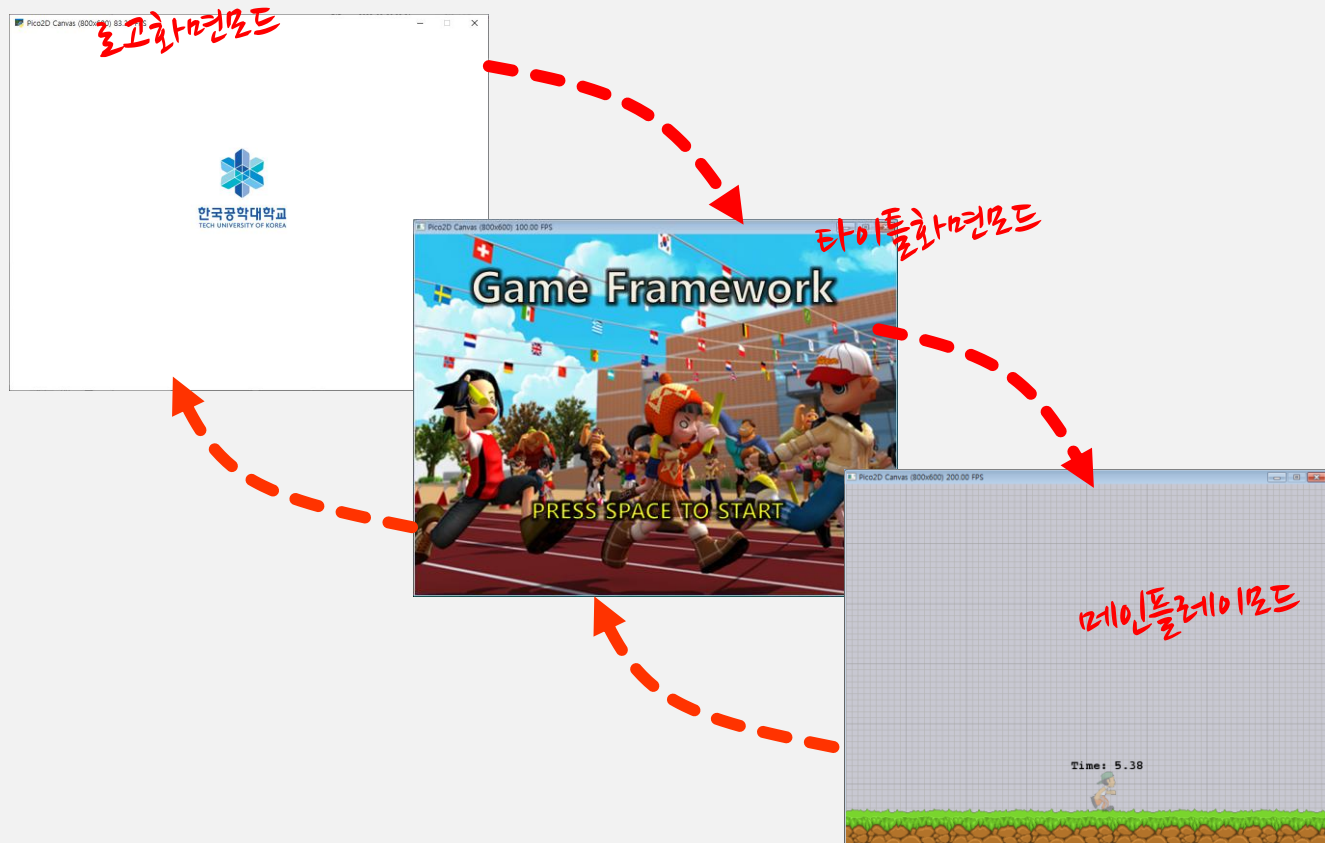 Pico2D Canvas (800x600) 83.
로고화면모드
한국공학대학교
TECH UNIVERSITY OF KOREA
Pico2D Canvas (800x600) 100.00 FPS
타이틀화면모드
Game Framework
PRESS SPACE TO START
Pico2D Canvas (800x600) 200.00 FPS
메인플레이모드
Time: 5.38